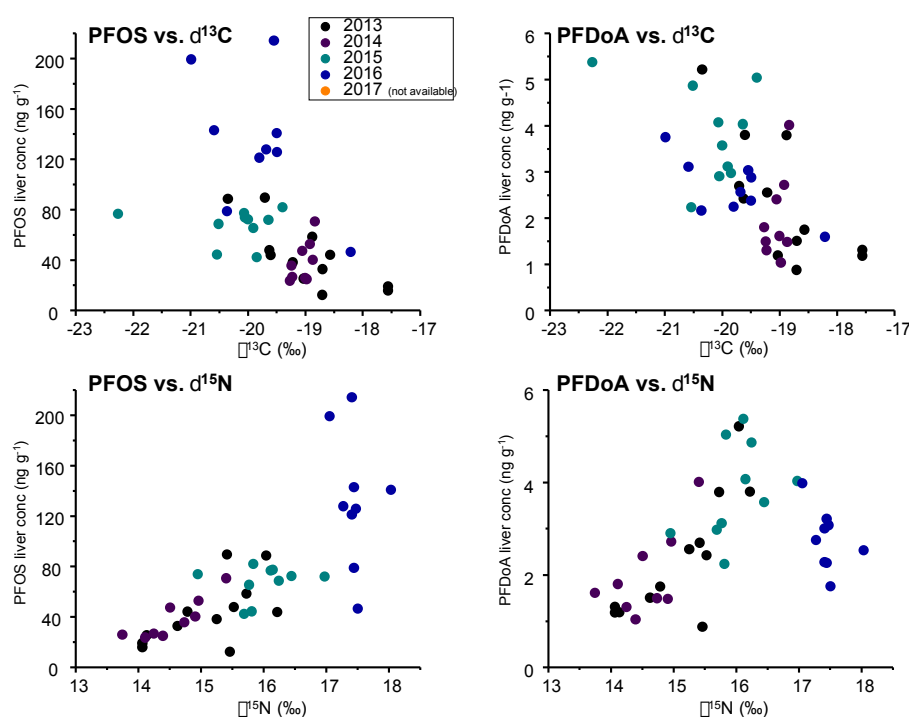 PFOS vs. d¹³C
2013
2014
2015
2016
2017 (not available)
PFOS liver conc (ng g⁻¹)
200
160
120
80
40
0
-23 -22 -21 -20 -19 -18 -17
□¹³C (‰)
PFDoA vs. d¹³C
PFDoA liver conc (ng g-1)
6
5
4
3
2
1
0
-23 -22 -21 -20 -19 -18 -17
□¹³C (‰)
PFOS vs. d¹⁵N
PFOS liver conc (ng g⁻¹)
200
160
120
80
40
0
13 14 15 16 17 18
□¹⁵N (‰)
PFDoA vs. d¹⁵N
PFDoA liver conc (ng g⁻¹)
6
4
2
0
13 14 15 16 17 18
□¹⁵N (‰)